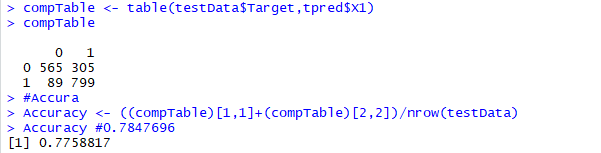 > compTable <- table(testData$Target,tpred$X1)
> compTable
0 1
0 565 305
1 89 799
> #Accura
> Accuracy <- ((compTable)[1,1]+(compTable)[2,2])/nrow(testData)
> Accuracy #0.7847696
[1] 0.7758817